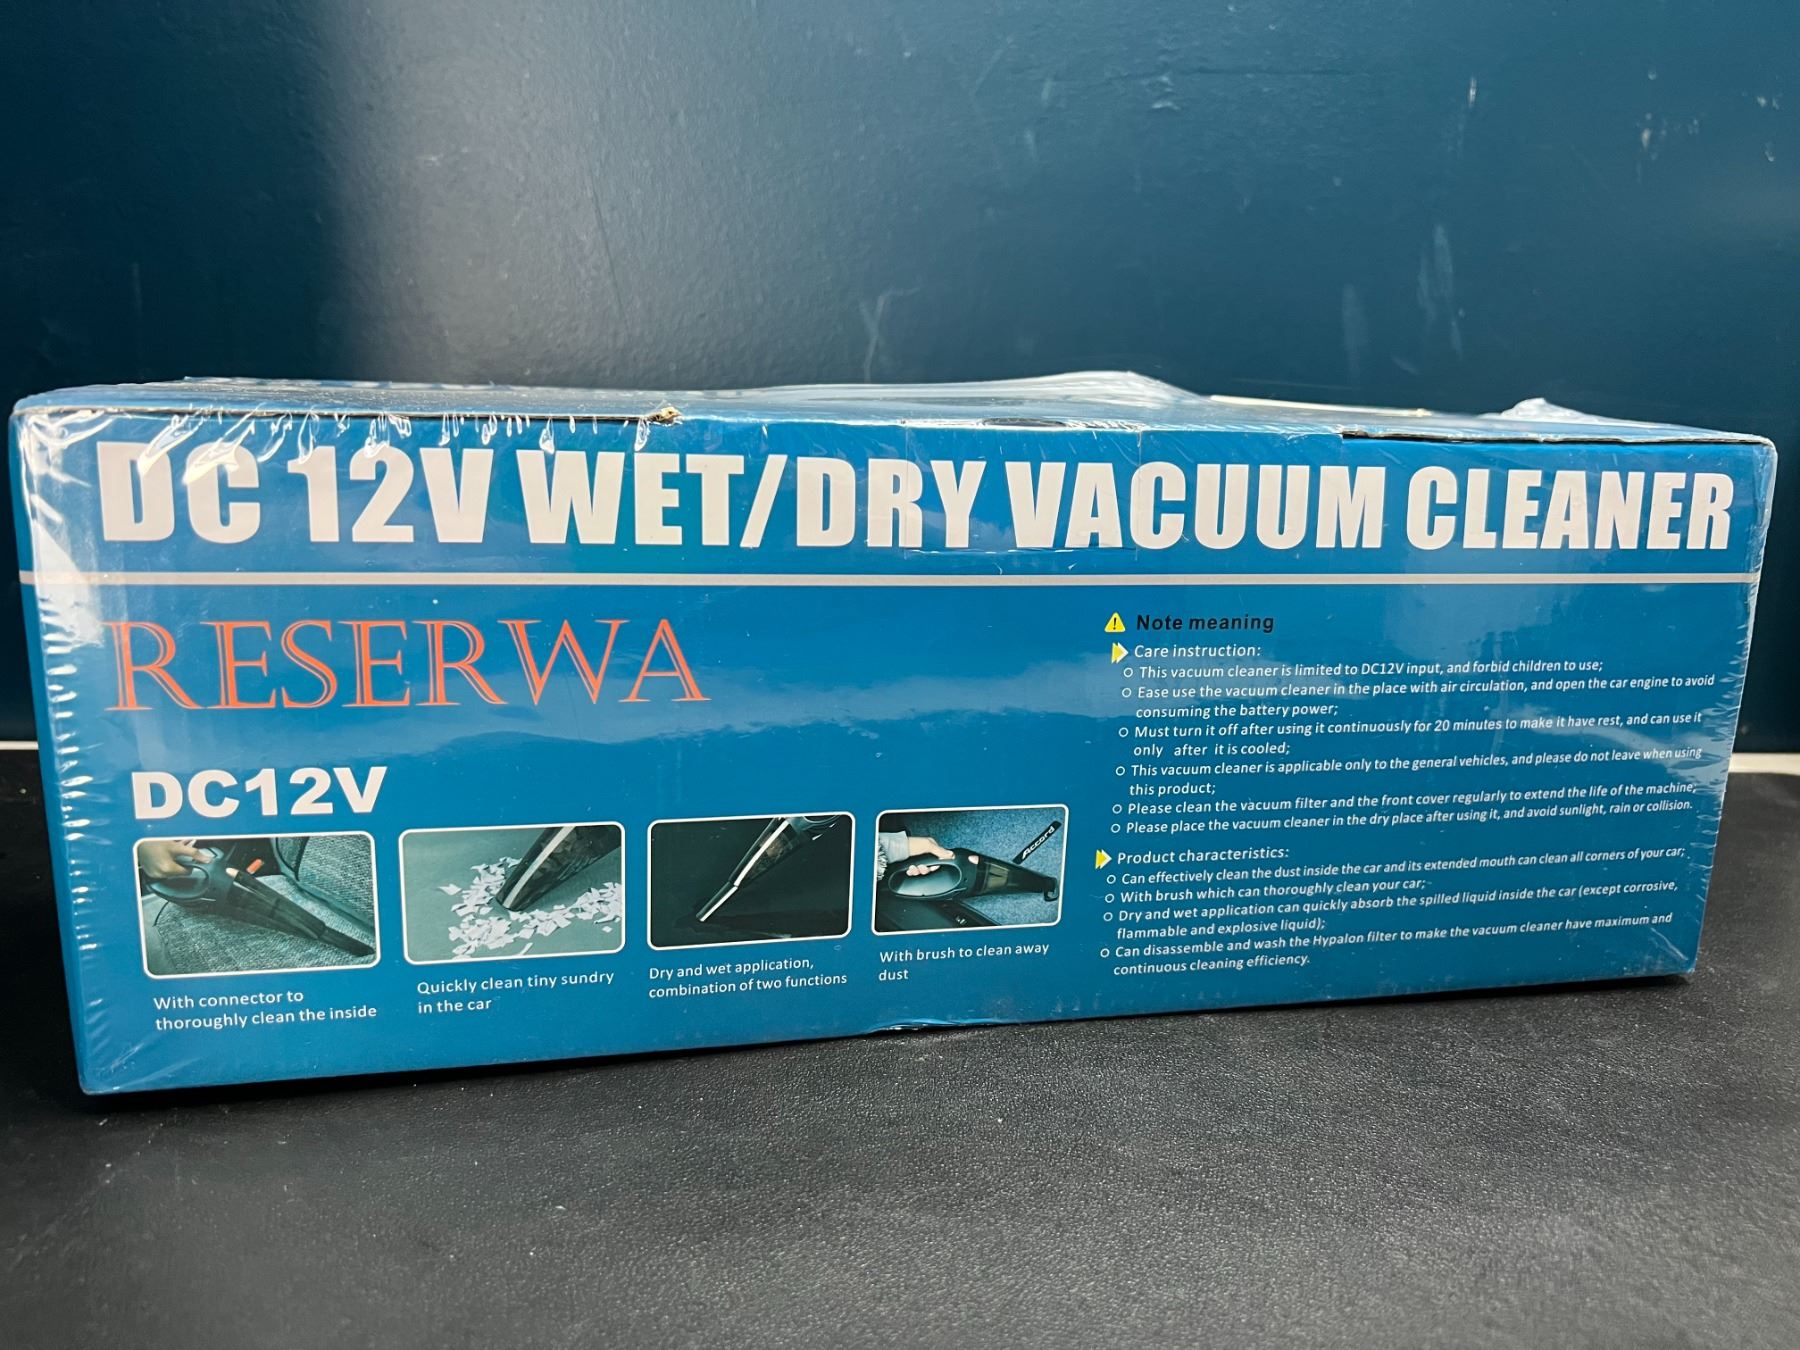 DC 12V WET/DRY VACUUM CLEANER
RESERWA
DC12V
With connector to
thoroughly clean the inside
Quickly clean tiny sundry
in the car
Dry and wet application,
combination of two functions
Accord
With brush to clean away
dust
! Note meaning
Care instruction:
○ This vacuum cleaner is limited to DC12V input, and forbid children to use;
○ Ease use the vacuum cleaner in the place with air circulation, and open the car engine to avoid
consuming the battery power;
○ Must turn it off after using it continuously for 20 minutes to make it have rest, and can use it
only after it is cooled;
○ This vacuum cleaner is applicable only to the general vehicles, and please do not leave when using
this product;
○ Please clean the vacuum filter and the front cover regularly to extend the life of the machine;
○ Please place the vacuum cleaner in the dry place after using it, and avoid sunlight, rain or collision.
Product characteristics:
○ Can effectively clean the dust inside the car and its extended mouth can clean all corners of your car;
○ With brush which can thoroughly clean your car;
○ Dry and wet application can quickly absorb the spilled liquid inside the car (except corrosive,
flammable and explosive liquid);
○ Can disassemble and wash the Hypalon filter to make the vacuum cleaner have maximum and
continuous cleaning efficiency.